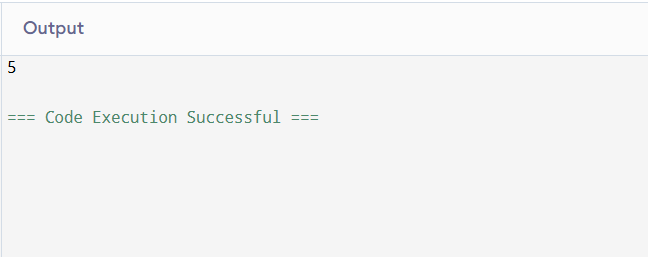 Output
5
=== Code Execution Successful ===